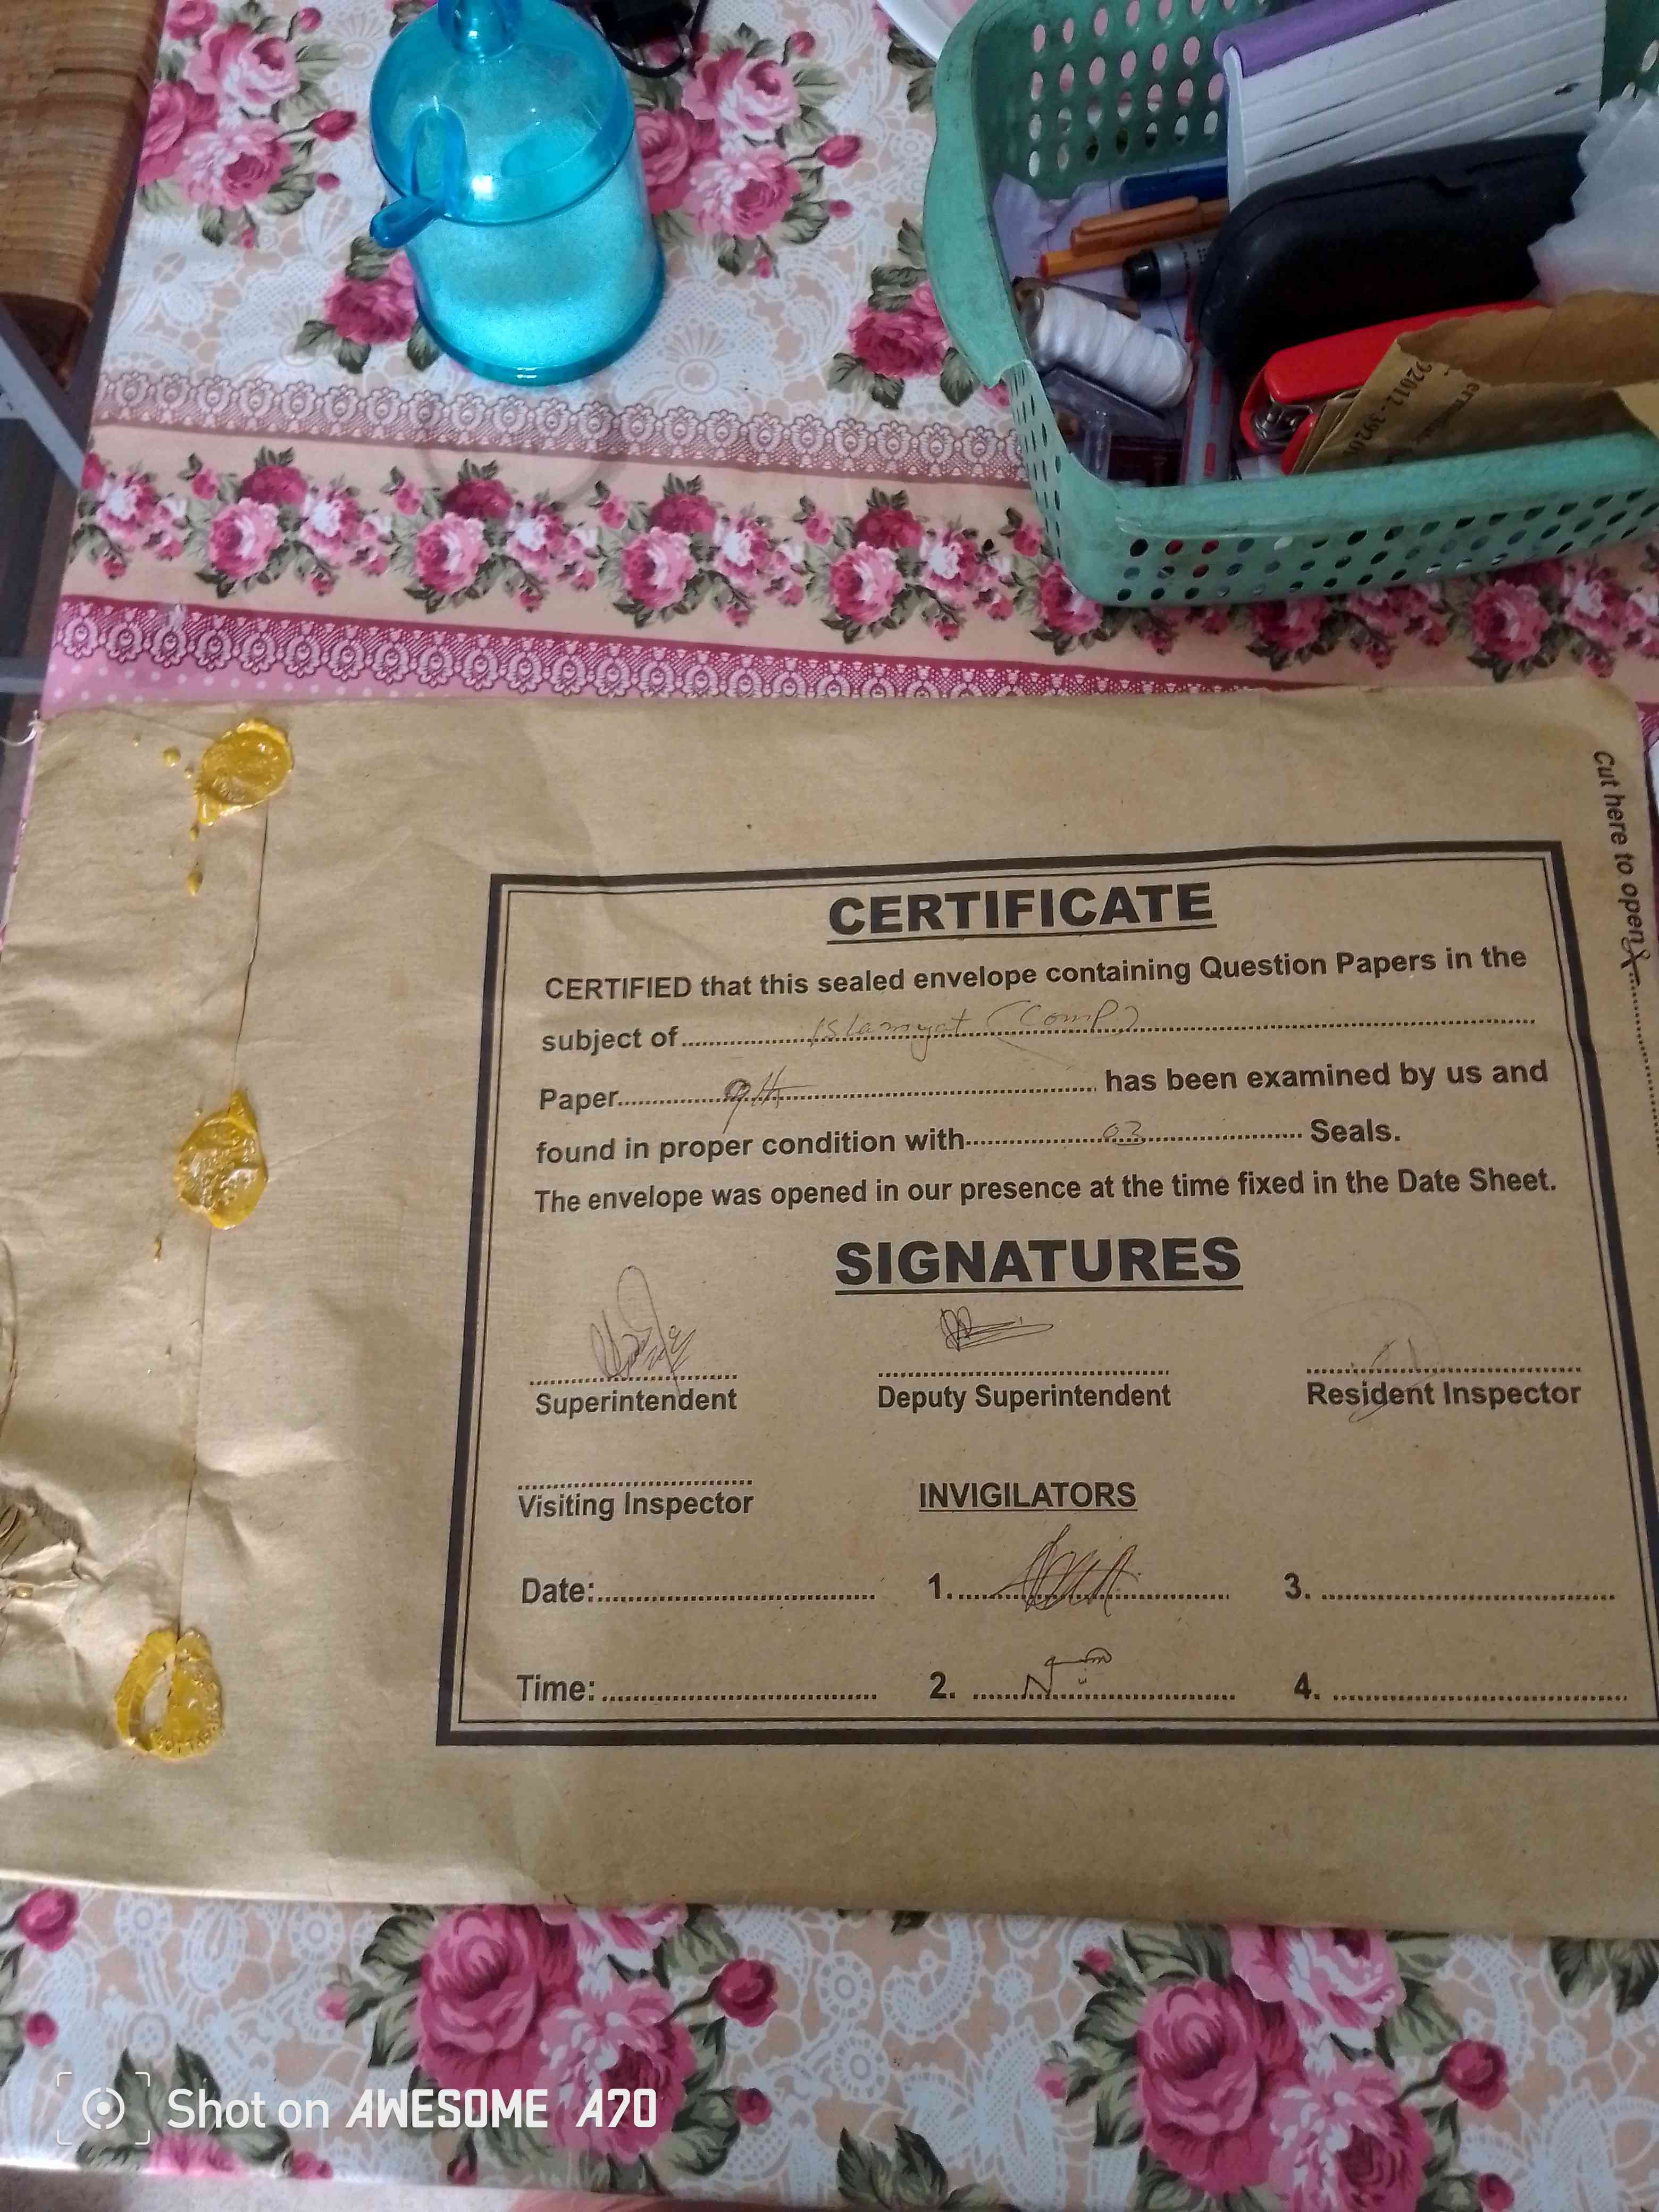 22012-3920
Cut here to open
CERTIFICATE
CERTIFIED that this sealed envelope containing Question Papers in the
subject of Islamyat (Comp)
Paper 9th has been examined by us and
found in proper condition with 03 Seals.
The envelope was opened in our presence at the time fixed in the Date Sheet.
SIGNATURES
Superintendent Deputy Superintendent Resident Inspector
Visiting Inspector INVIGILATORS
Date: 1. 3.
Time: 2. 4.
Shot on AWESOME A70